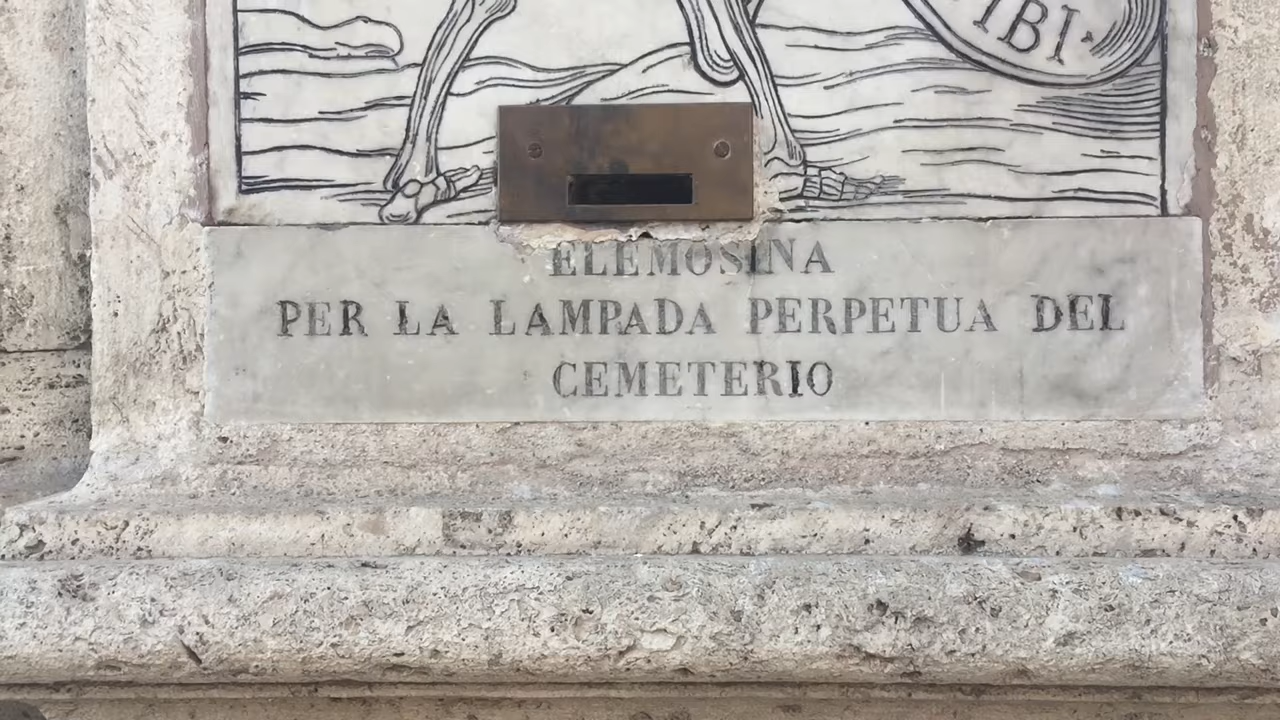 IBI
ELEMOSINA
PER LA LAMPADA PERPETUA DEL
CEMETERIO